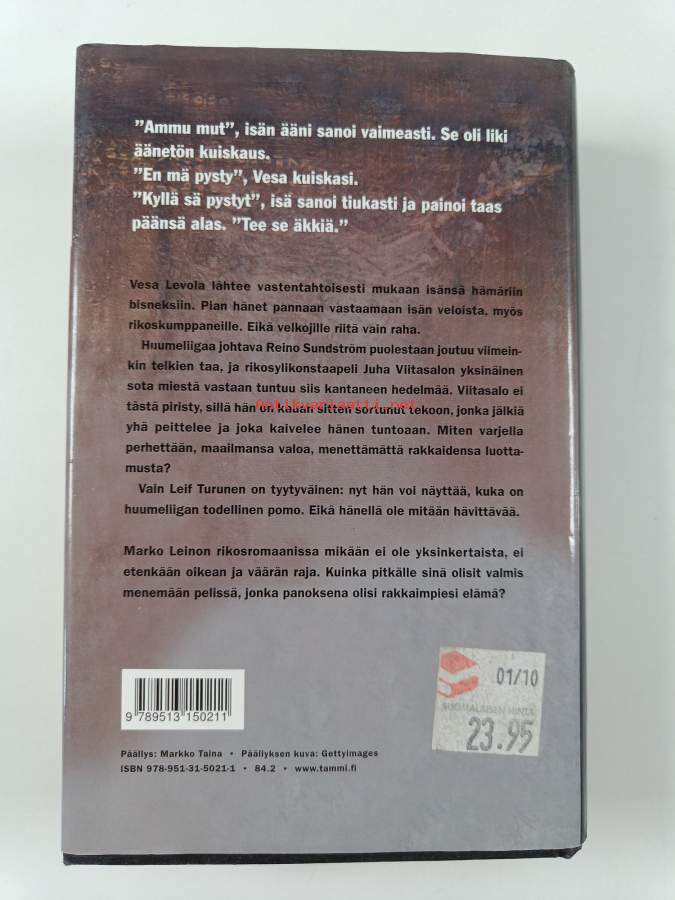 "Ammu mut", isän ääni sanoi vaimeasti. Se oli liki
äänetön kuiskaus.
"En mä pysty", Vesa kuiskasi.
"Kyllä sä pystyt", isä sanoi tiukasti ja painoi taas
päänsä alas. "Tee se äkkiä."
Vesa Levola lähtee vastentahtoisesti mukaan isänsä hämäriin
bisneksiin. Pian hänet pannaan vastaamaan isän veloista, myös
rikoskumppaneille. Eikä velkojille riitä vain raha.
Huumeliigaa johtava Reino Sundström puolestaan joutuu viimein-
kin telkien taa, ja rikosylikonstaapeli Juha Viitasalon yksinäinen
sota miestä vastaan tuntuu siis kantaneen hedelmää. Viitasalo ei
tästä piristy, sillä hän on kauan sitten sortunut tekoon, jonka jälkiä
Antikvariaatti.net
yhä peittelee ja joka kaivelee hänen tuntoaan. Miten varjella
perhettään, maailmansa valoa, menettämättä rakkaidensa luotta-
musta?
Vain Leif Turunen on tyytyväinen: nyt hän voi näyttää, kuka on
huumeliigan todellinen pomo. Eikä hänellä ole mitään hävittävää.
Marko Leinon rikosromaanissa mikään ei ole yksinkertaista, ei
etenkään oikean ja väärän raja. Kuinka pitkälle sinä olisit valmis
menemään pelissä, jonka panoksena olisi rakkaimpiesi elämä?
01/10
SUOMALAISEN HINTA
23.95
9 789513 150211
Päällys: Markko Taina • Päällyksen kuva: Gettyimages
ISBN 978-951-31-5021-1 • 84.2 • www.tammi.fi